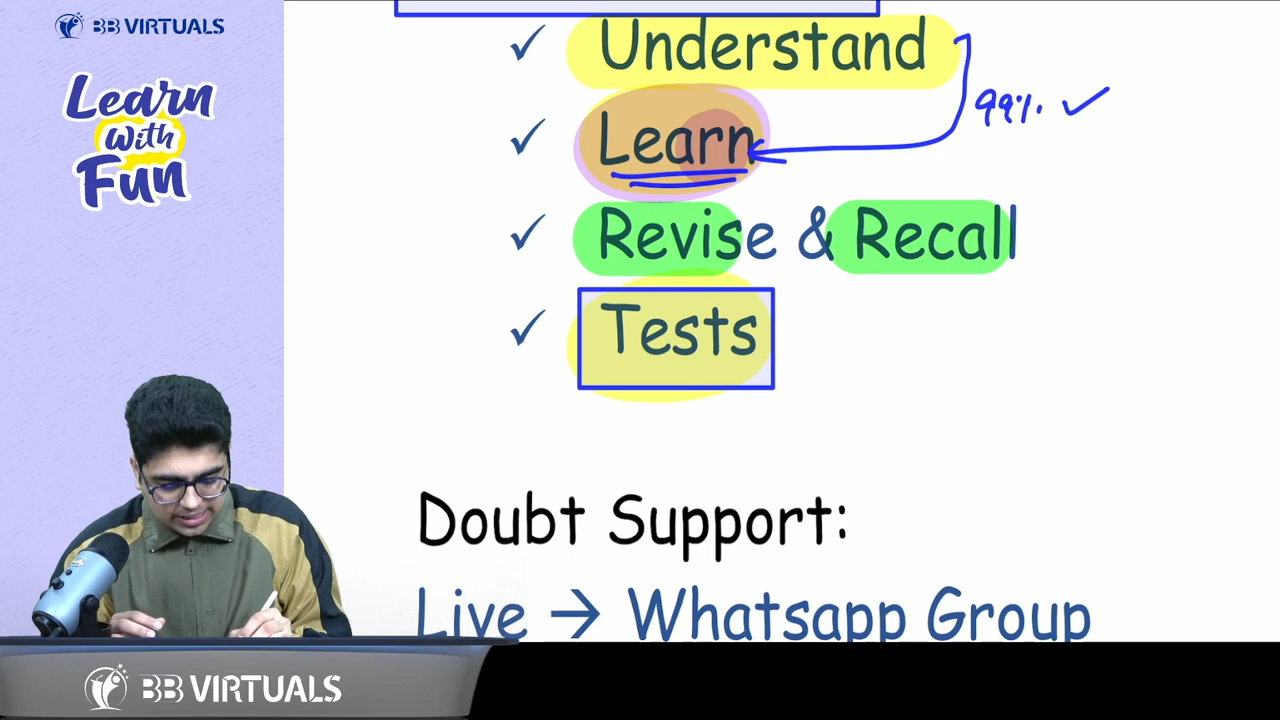 BB VIRTUALS
Learn
with
Fun
✓ Understand
99% ✓
✓ Learn
✓ Revise & Recall
✓ Tests
Doubt Support:
Live → Whatsapp Group
BB VIRTUALS